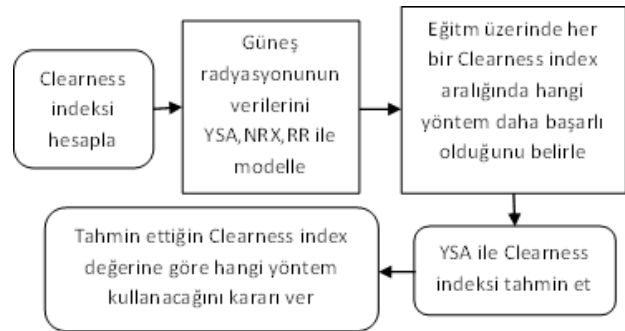 Clearness
indeksi
hesapla
Güneş
radyasyonunun
verilerini
YSA,NRX,RR ile
modelle
Eğitm üzerinde her
bir Clearness index
aralığında hangi
yöntem daha başarlı
olduğunu belirle
YSA ile Clearness
indeksi tahmin et
Tahmin ettiğin Clearness index
değerine göre hangi yöntem
kullanacağını kararı ver